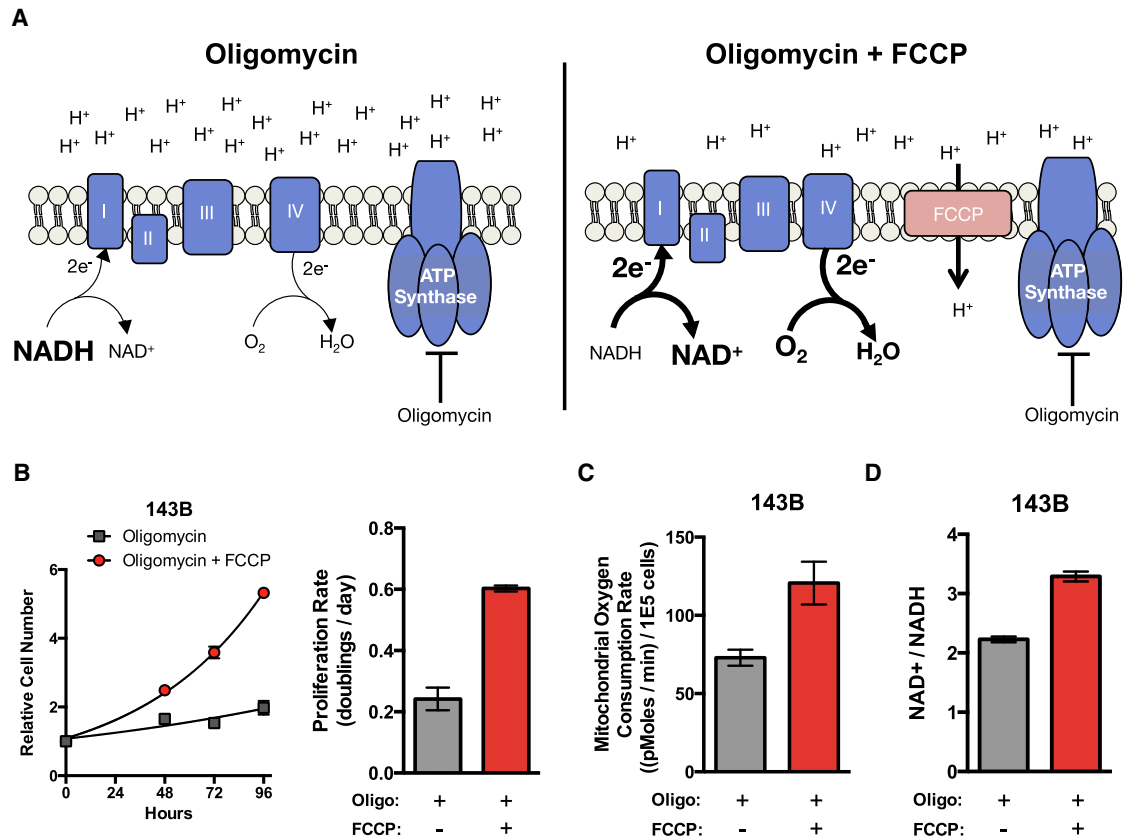 A
Oligomycin
H⁺ H⁺ H⁺ H⁺ H⁺ H⁺ H⁺ H⁺ H⁺
H⁺ H⁺ H⁺ H⁺ H⁺ H⁺ H⁺ H⁺ H⁺ H⁺ H⁺
I
II
III
IV
2e⁻
2e⁻
NADH
NAD⁺
O₂
H₂O
ATP
Synthase
Oligomycin
Oligomycin + FCCP
H⁺ H⁺ H⁺ H⁺ H⁺ H⁺ H⁺ H⁺ H⁺
I
II
III
IV
FCCP
2e⁻
2e⁻
H⁺
NADH
NAD⁺
O₂
H₂O
ATP
Synthase
Oligomycin
B
143B
Oligomycin
Oligomycin + FCCP
Relative Cell Number
6
4
2
0
0 24 48 72 96
Hours
Proliferation Rate
(doublings / day)
0.8
0.6
0.4
0.2
0.0
Oligo: + +
FCCP: - +
C
143B
Mitochondrial Oxygen
Consumption Rate
((pMoles / min) / 1E5 cells)
150
100
50
0
Oligo: + +
FCCP: - +
D
143B
NAD+ / NADH
4
3
2
1
0
Oligo: + +
FCCP: - +